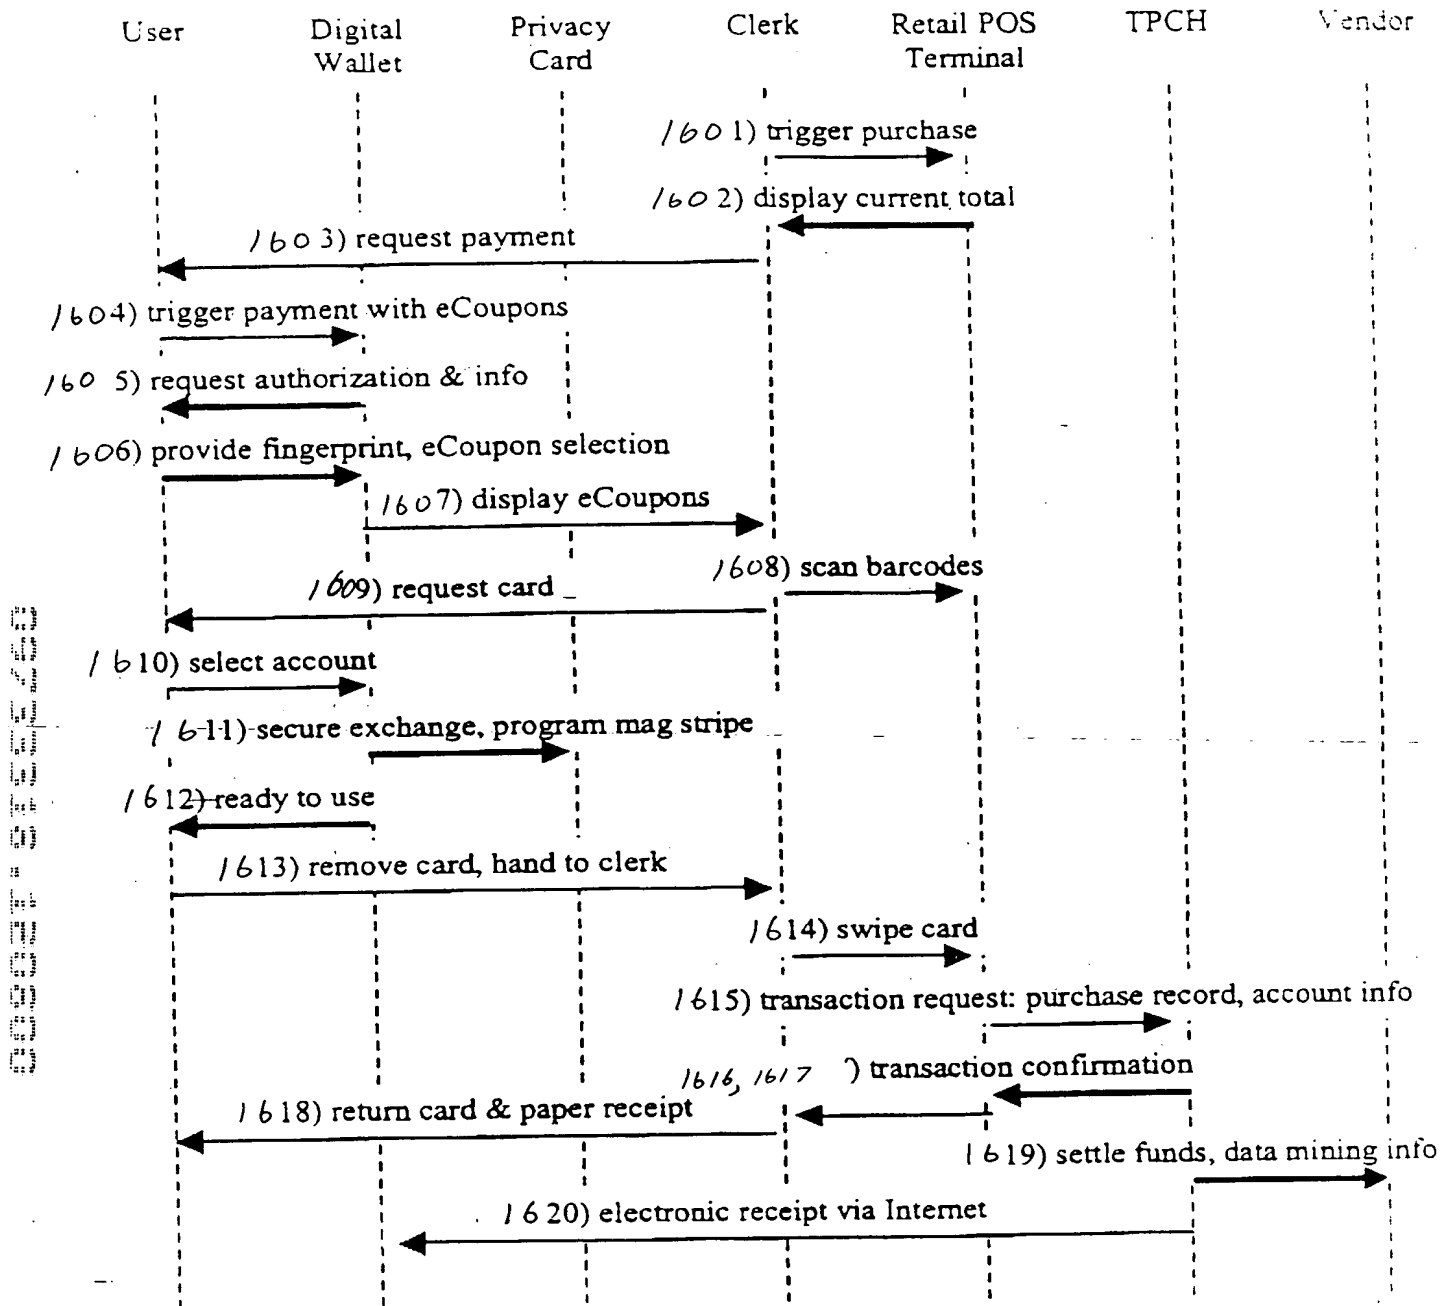 User Digital Wallet Privacy Card Clerk Retail POS Terminal TPCH Vendor
1601) trigger purchase
1602) display current total
1603) request payment
1604) trigger payment with eCoupons
1605) request authorization & info
1606) provide fingerprint, eCoupon selection
1607) display eCoupons
1608) scan barcodes
1609) request card
1610) select account
1611) secure exchange, program mag stripe
1612) ready to use
1613) remove card, hand to clerk
1614) swipe card
1615) transaction request: purchase record, account info
1616, 1617 ) transaction confirmation
1618) return card & paper receipt
1619) settle funds, data mining info
1620) electronic receipt via Internet